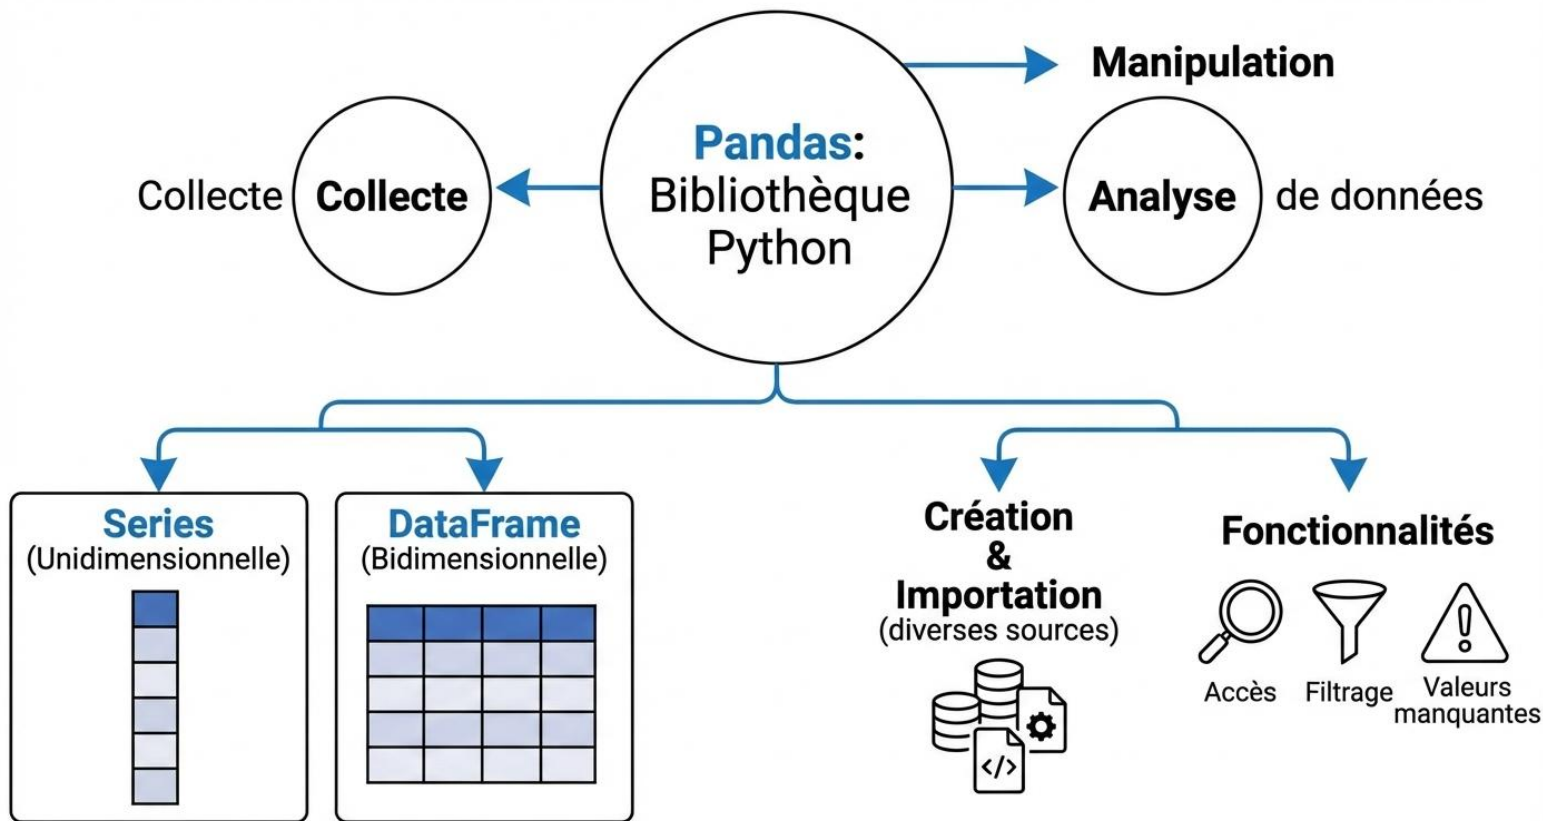 Manipulation
Pandas:
Bibliothèque
Python
Collecte
Collecte
Analyse
de données
Series
(Unidimensionnelle)
DataFrame
(Bidimensionnelle)
Création
&
Importation
(diverses sources)
</>
Fonctionnalités
Accès
Filtrage
Valeurs
manquantes